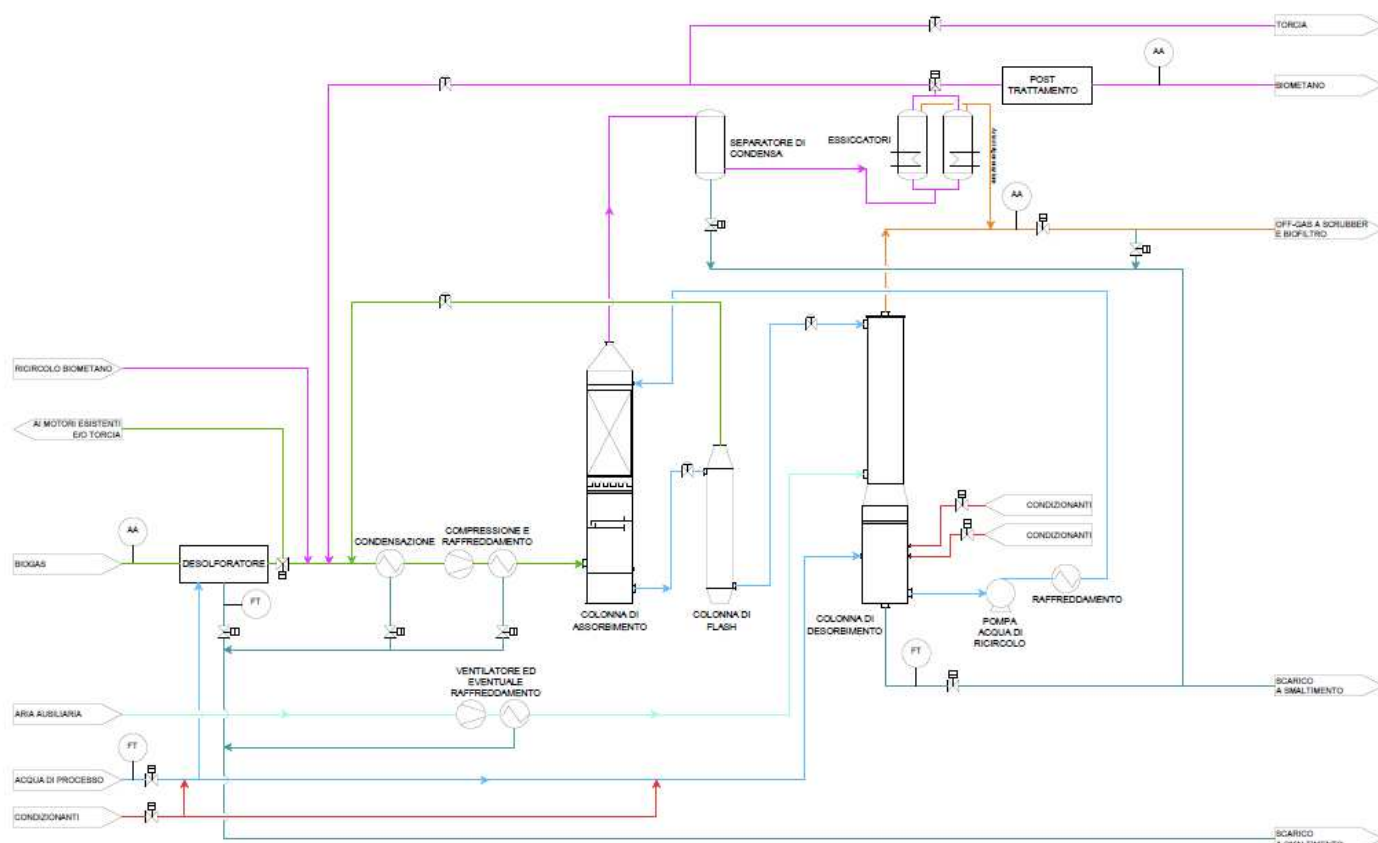 TORCIA
AA
POST
TRATTAMENTO
BIOMETANO
SEPARATORE DI
CONDENSA
ESSICCATORI
AA
OFF-GAS A SCRUBBER
E BIOFILTRO
RICIRCOLO BIOMETANO
AI MOTORI ESISTENTI
E/O TORCIA
CONDIZIONANTI
CONDIZIONANTI
AA
BIOGAS
DESOLFORATORE
CONDENSAZIONE
COMPRESSIONE E
RAFFREDDAMENTO
FT
COLONNA DI
ASSORBIMENTO
COLONNA DI
FLASH
COLONNA DI
DESORBIMENTO
POMPA
ACQUA DI
RICIRCOLO
RAFFREDDAMENTO
FT
VENTILATORE ED
EVENTUALE
RAFFREDDAMENTO
SCARICO
A SMALTIMENTO
ARIA AUSILIARIA
FT
ACQUA DI PROCESSO
CONDIZIONANTI
SCARICO
A SMALTIMENTO